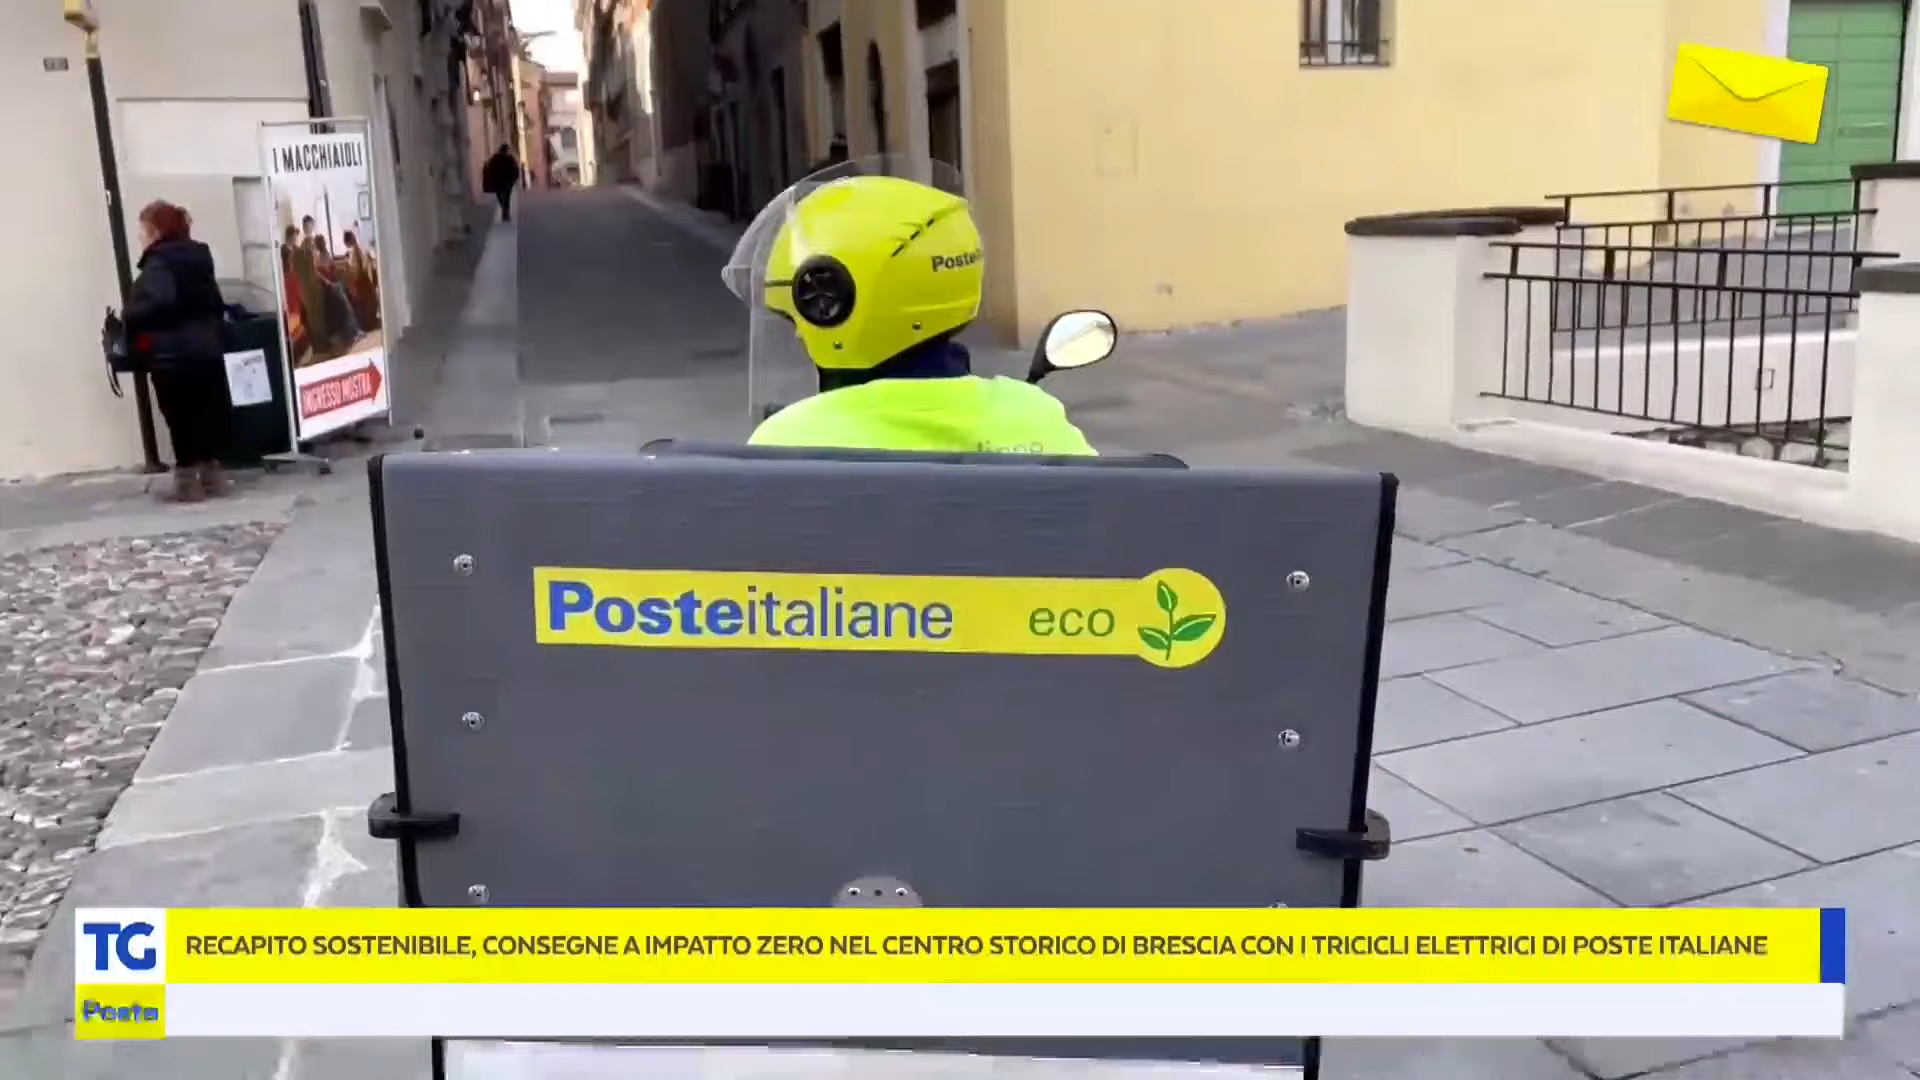 I MACCHIAIOLI
INGRESSO MOSTRA
Poste
Posteitaliane eco
TG
RECAPITO SOSTENIBILE, CONSEGNE A IMPATTO ZERO NEL CENTRO STORICO DI BRESCIA CON I TRICICLI ELETTRICI DI POSTE ITALIANE
Poste